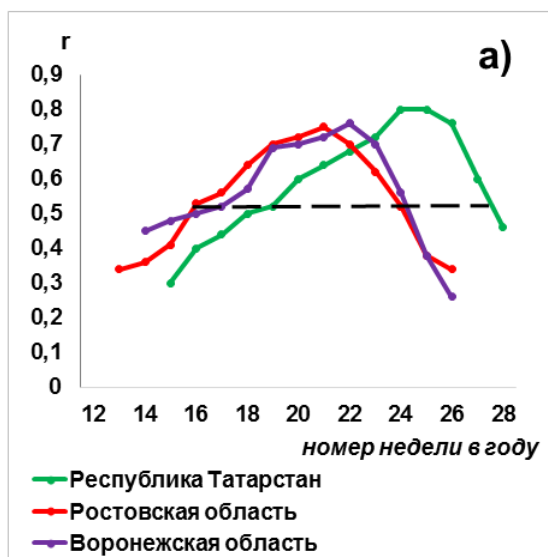 r
а)
0,9
0,8
0,7
0,6
0,5
0,4
0,3
0,2
0,1
0
12 14 16 18 20 22 24 26 28
номер недели в году
Республика Татарстан
Ростовская область
Воронежская область